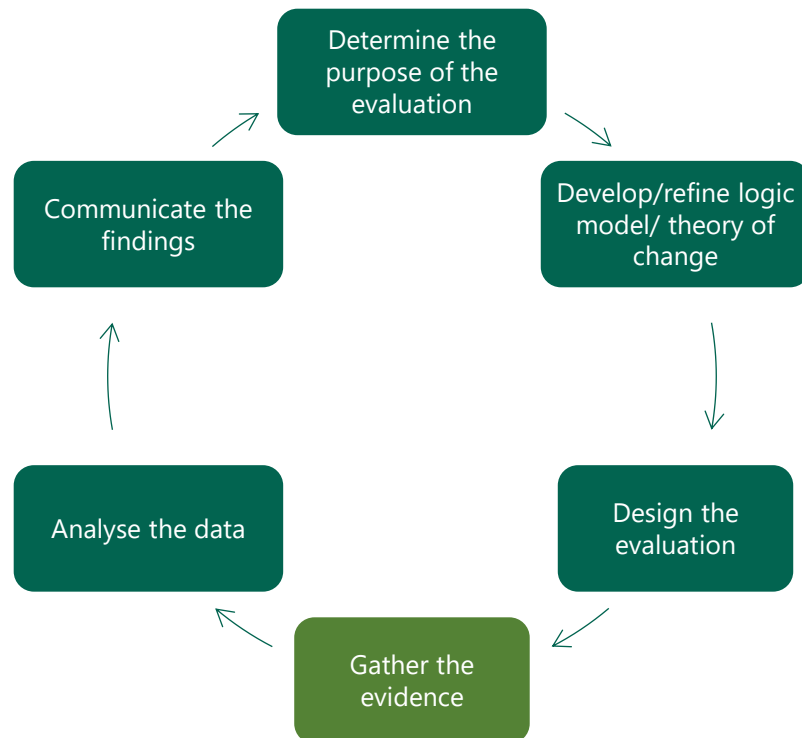 Determine the
purpose of the
evaluation
Develop/refine logic
model/ theory of
change
Design the
evaluation
Gather the
evidence
Analyse the data
Communicate the
findings